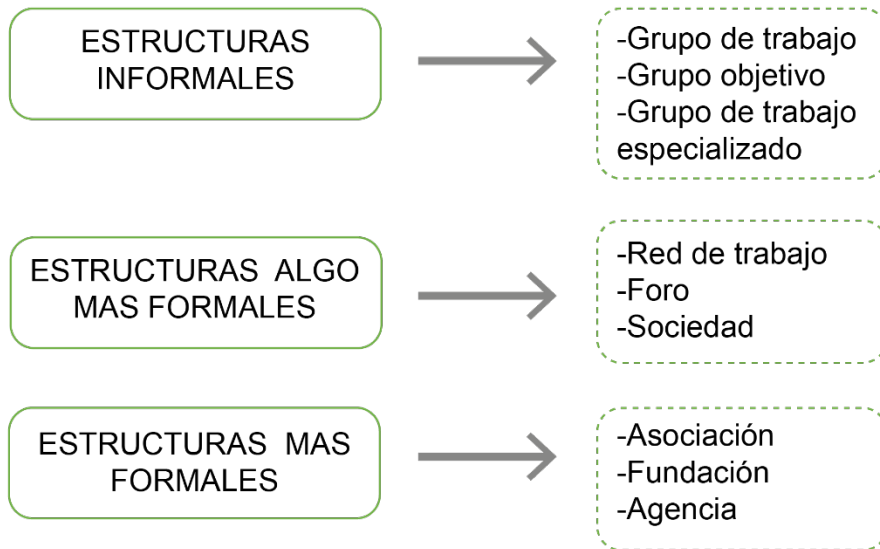 ESTRUCTURAS
INFORMALES
-Grupo de trabajo
-Grupo objetivo
-Grupo de trabajo
especializado
ESTRUCTURAS ALGO
MAS FORMALES
-Red de trabajo
-Foro
-Sociedad
ESTRUCTURAS MAS
FORMALES
-Asociación
-Fundación
-Agencia